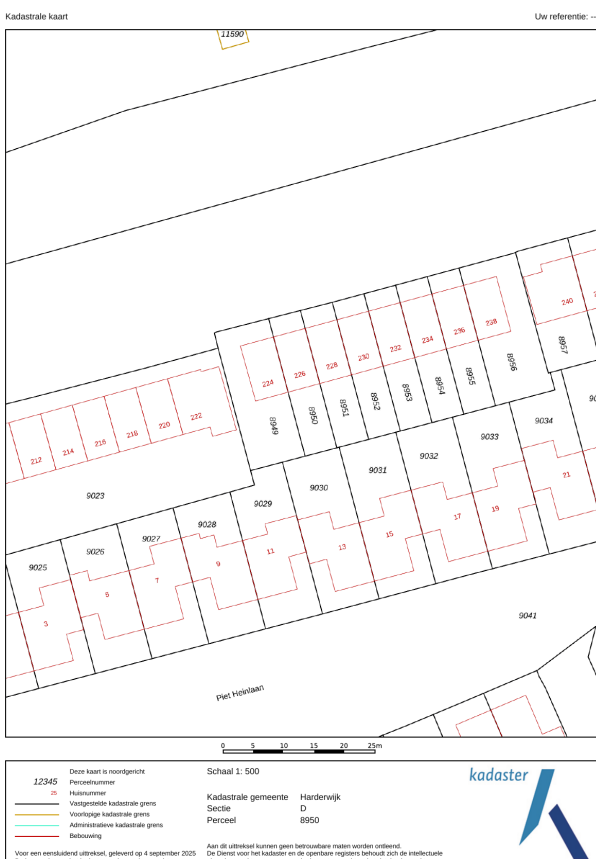 Kadastrale kaart
Uw referentie: --
11590
240
238
236
234
232
230
228
226
224
222
220
218
216
214
212
8957
8956
8955
8954
8953
8952
8951
8950
8949
9034
9033
9032
9031
9030
9029
9028
9027
9026
9025
9023
21
19
17
15
13
11
9
7
5
3
9041
Piet Heinlaan
0 5 10 15 20 25m
Deze kaart is noordgericht
12345 Perceelnummer
25 Huisnummer
Vastgestelde kadastrale grens
Voorlopige kadastrale grens
Administratieve kadastrale grens
Bebouwing
Voor een eensluidend uittreksel, geleverd op 4 september 2025
Schaal 1: 500
Kadastrale gemeente Harderwijk
Sectie D
Perceel 8950
Aan dit uittreksel kunnen geen betrouwbare maten worden ontleend.
De Dienst voor het kadaster en de openbare registers behoudt zich de intellectuele
kadaster